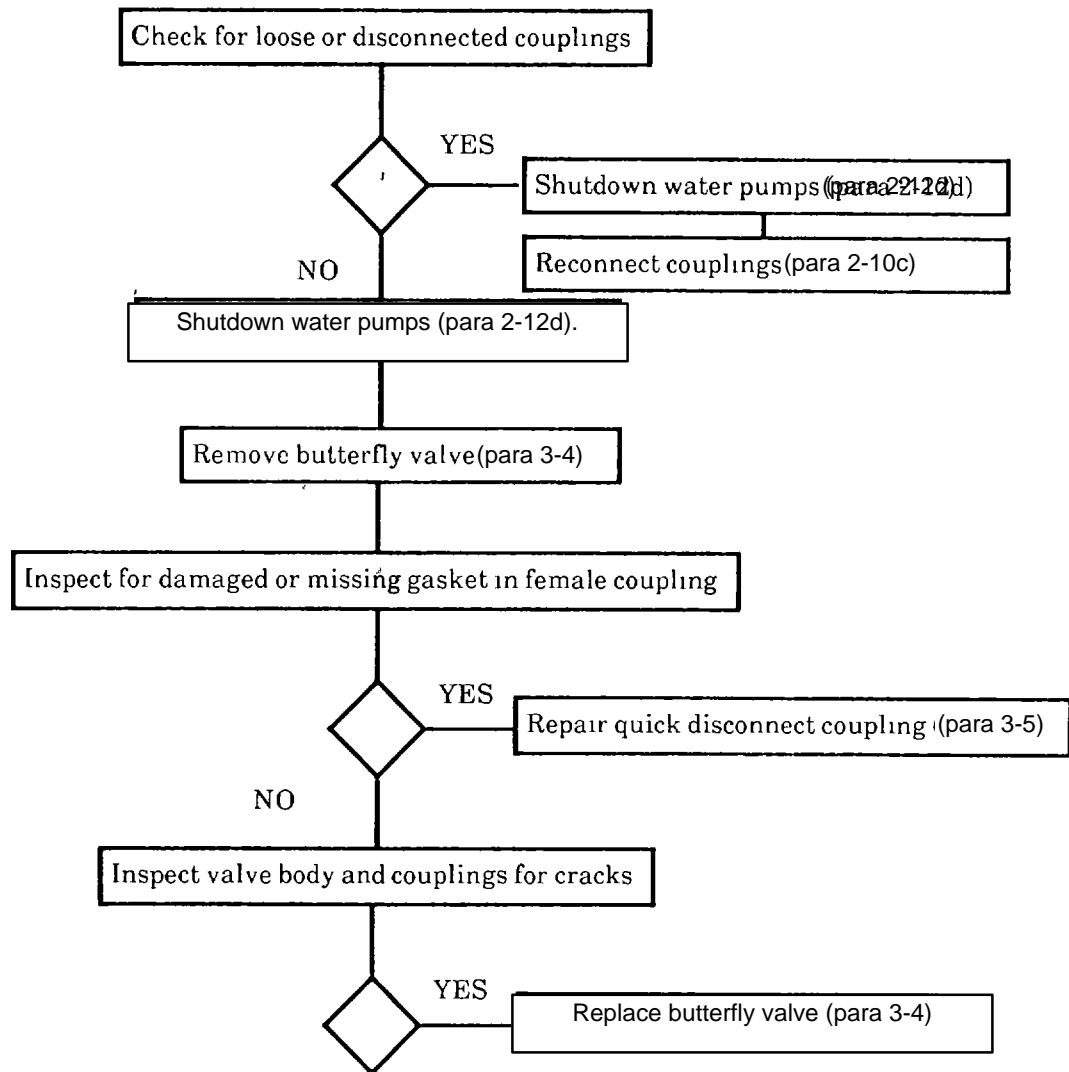 Check for loose or disconnected couplings
YES
Shutdown water pumps
NO
Reconnect couplings (para 2-10c)
Shutdown water pumps (para 2-12d).
Remove butterfly valve (para 3-4)
Inspect for damaged or missing gasket in female coupling
YES
Repair quick disconnect coupling (para 3-5)
NO
Inspect valve body and couplings for cracks
YES
Replace butterfly valve (para 3-4)